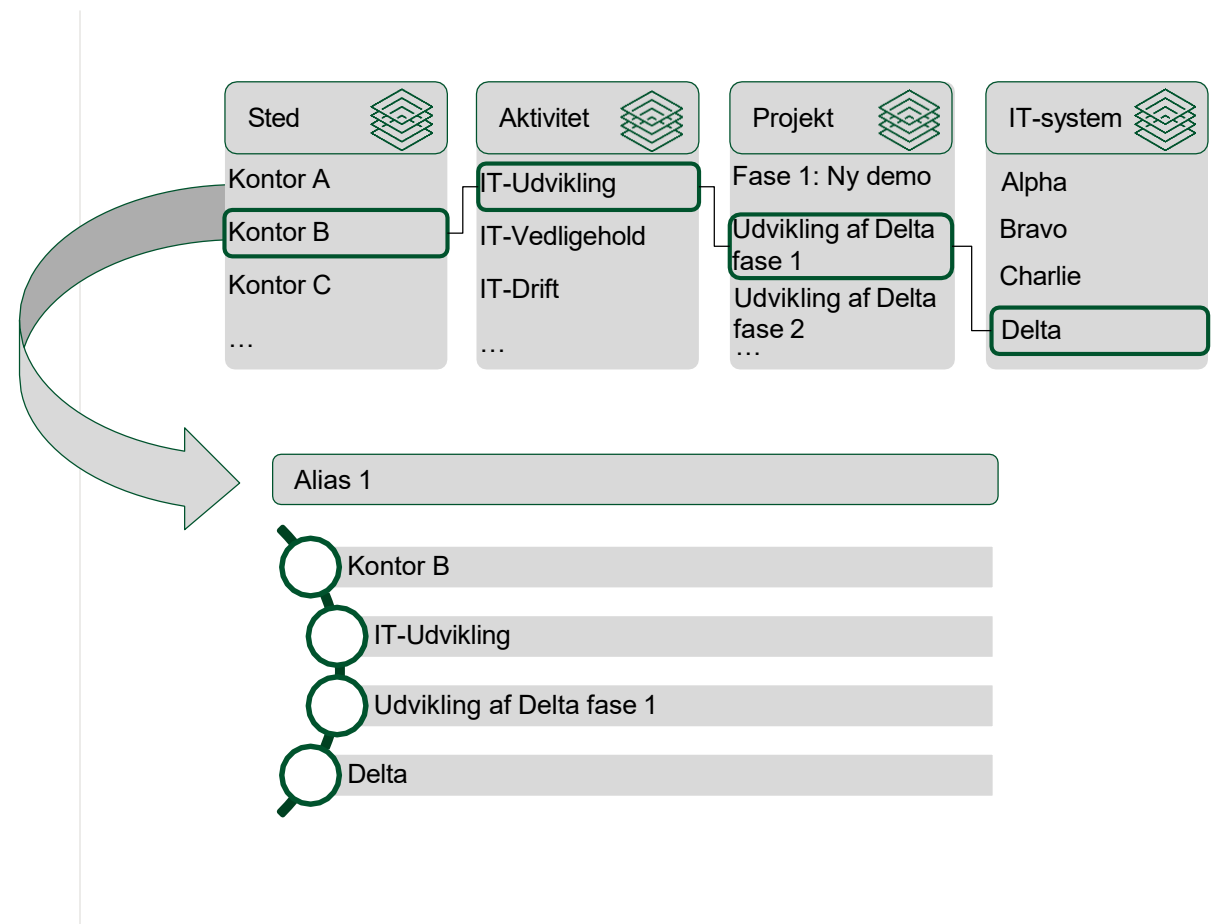 Sted
Kontor A
Kontor B
Kontor C
…
Aktivitet
IT-Udvikling
IT-Vedligehold
IT-Drift
…
Projekt
Fase 1: Ny demo
Udvikling af Delta
fase 1
Udvikling af Delta
fase 2
…
IT-system
Alpha
Bravo
Charlie
Delta
Alias 1
Kontor B
IT-Udvikling
Udvikling af Delta fase 1
Delta